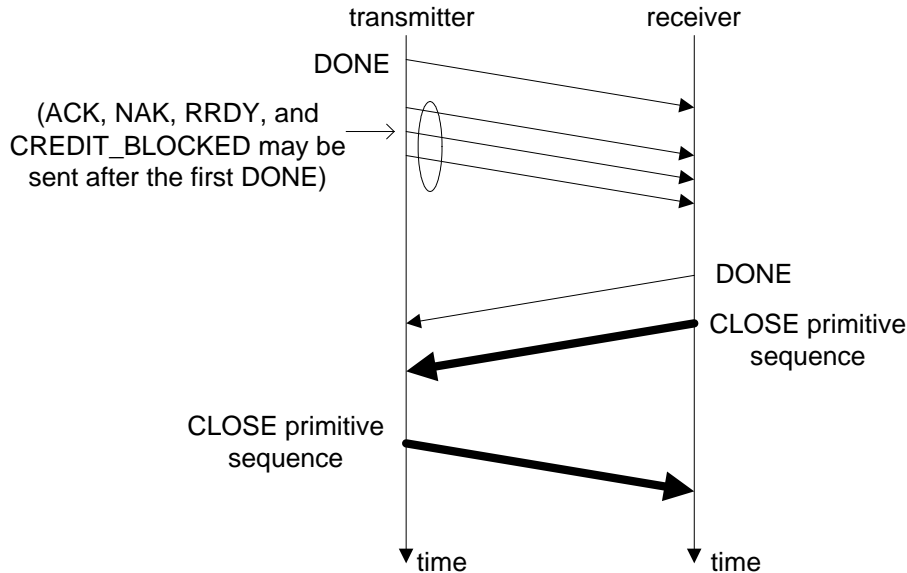 transmitter
receiver
DONE
(ACK, NAK, RRDY, and
CREDIT_BLOCKED may be
sent after the first DONE)
DONE
CLOSE primitive
sequence
CLOSE primitive
sequence
time
time